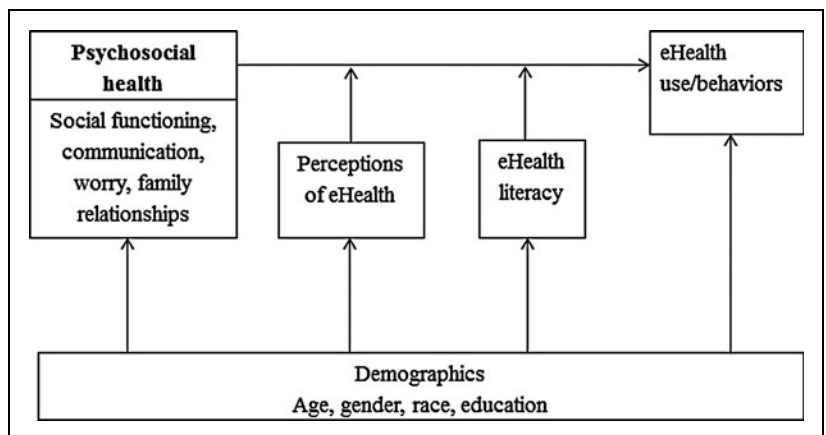 Psychosocial
health
Social functioning,
communication,
worry, family
relationships
Perceptions
of eHealth
eHealth
literacy
eHealth
use/behaviors
Demographics
Age, gender, race, education